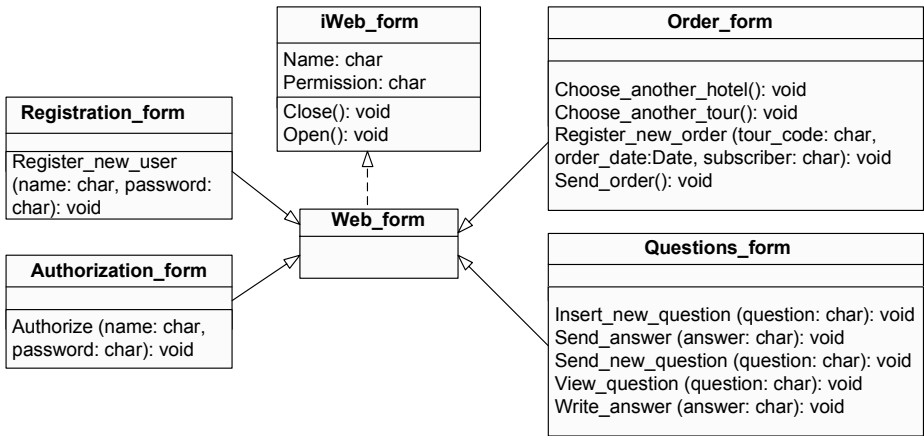 iWeb_form
Name: char
Permission: char
Close(): void
Open(): void
Order_form
Choose_another_hotel(): void
Choose_another_tour(): void
Register_new_order (tour_code: char,
order_date:Date, subscriber: char): void
Send_order(): void
Registration_form
Register_new_user
(name: char, password:
char): void
Web_form
Authorization_form
Authorize (name: char,
password: char): void
Questions_form
Insert_new_question (question: char): void
Send_answer (answer: char): void
Send_new_question (question: char): void
View_question (question: char): void
Write_answer (answer: char): void